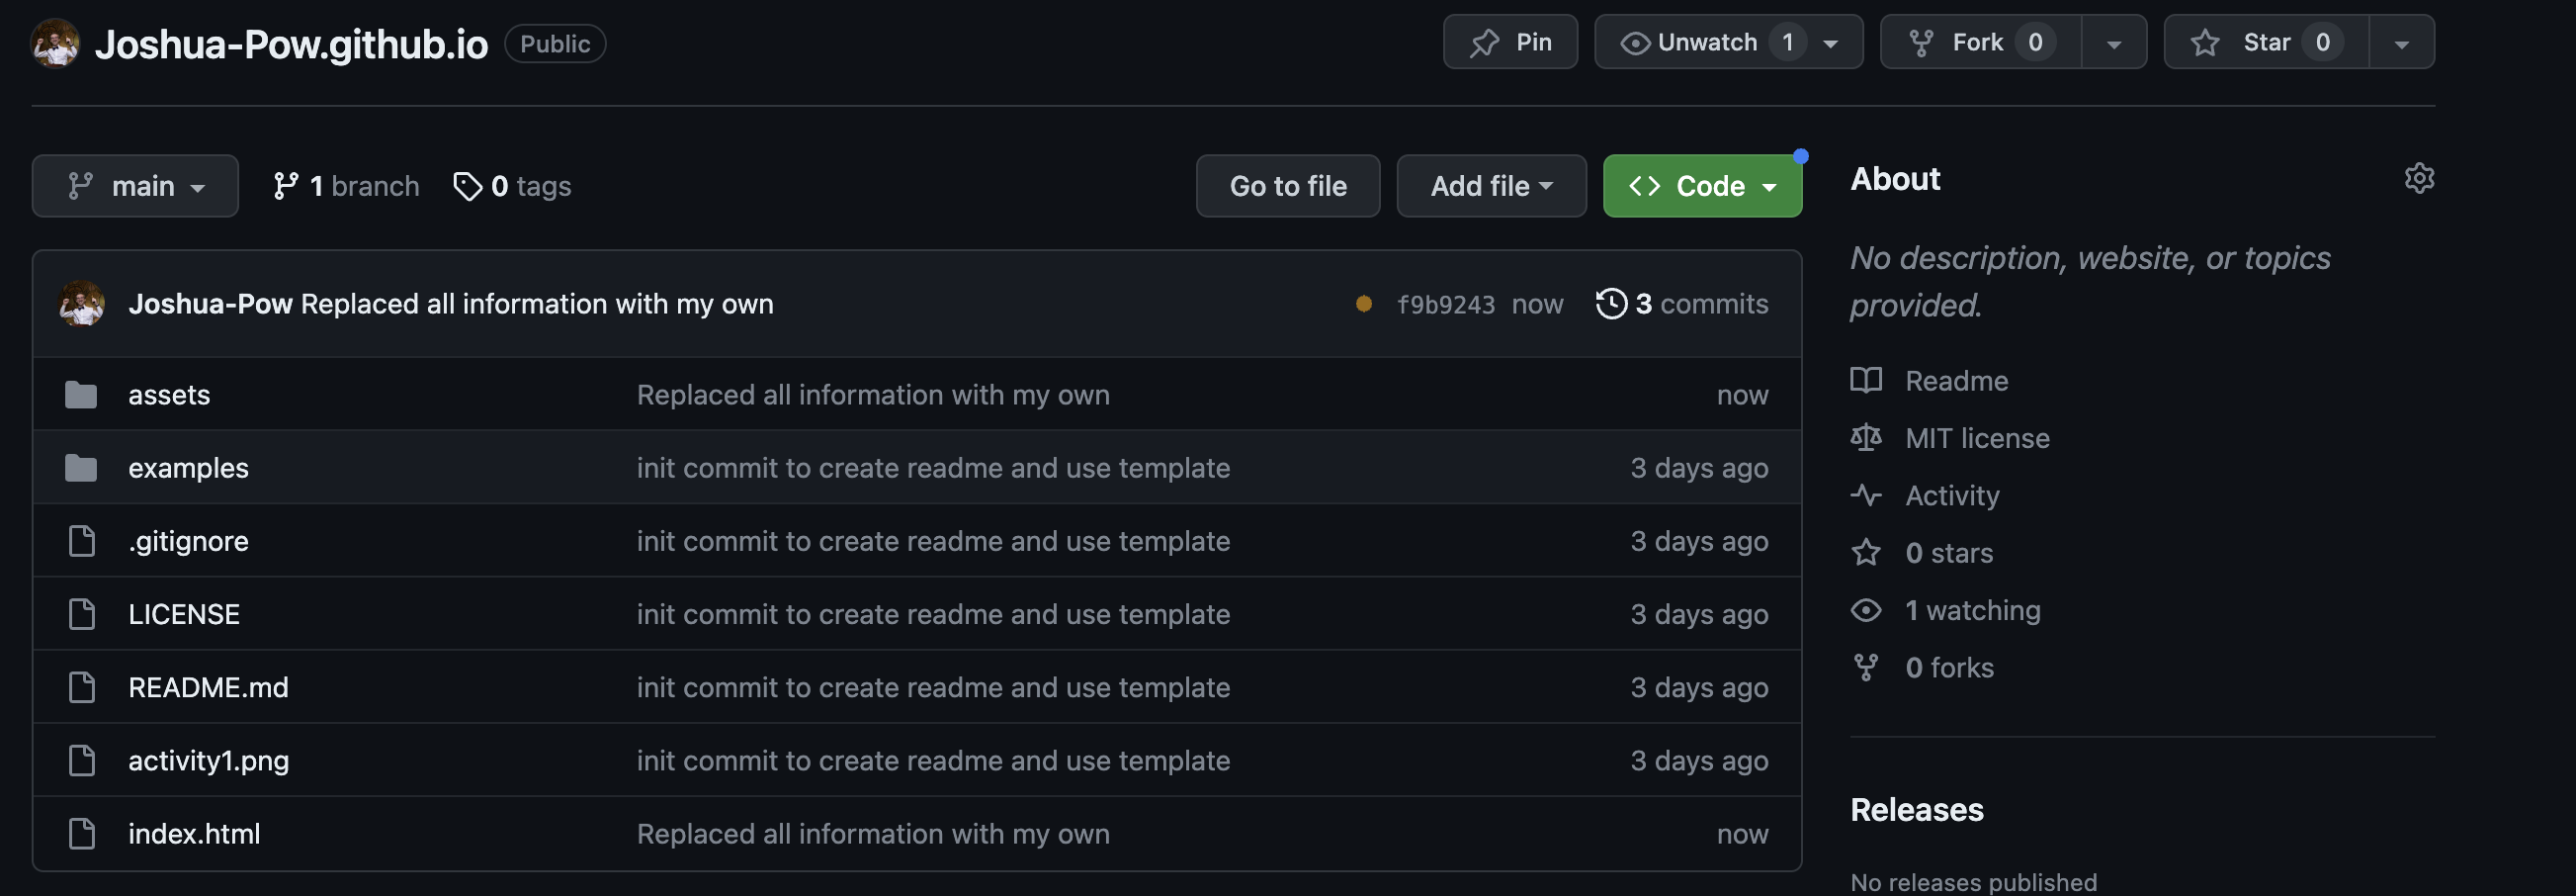 Joshua-Pow.github.io Public Pin Unwatch 1 Fork 0 Star 0
main 1 branch 0 tags Go to file Add file Code
Joshua-Pow Replaced all information with my own f9b9243 now 3 commits
assets Replaced all information with my own now
examples init commit to create readme and use template 3 days ago
.gitignore init commit to create readme and use template 3 days ago
LICENSE init commit to create readme and use template 3 days ago
README.md init commit to create readme and use template 3 days ago
activity1.png init commit to create readme and use template 3 days ago
index.html Replaced all information with my own now
About
No description, website, or topics
provided.
Readme
MIT license
Activity
0 stars
1 watching
0 forks
Releases
No releases published